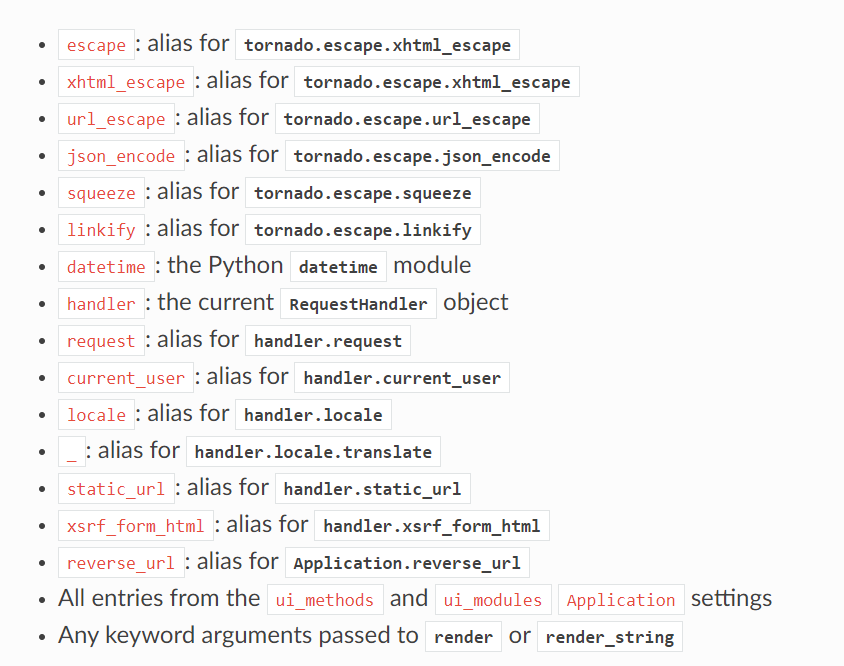 • escape: alias for tornado.escape.xhtml_escape
• xhtml_escape: alias for tornado.escape.xhtml_escape
• url_escape: alias for tornado.escape.url_escape
• json_encode: alias for tornado.escape.json_encode
• squeeze: alias for tornado.escape.squeeze
• linkify: alias for tornado.escape.linkify
• datetime: the Python datetime module
• handler: the current RequestHandler object
• request: alias for handler.request
• current_user: alias for handler.current_user
• locale: alias for handler.locale
• _: alias for handler.locale.translate
• static_url: alias for handler.static_url
• xsrf_form_html: alias for handler.xsrf_form_html
• reverse_url: alias for Application.reverse_url
• All entries from the ui_methods and ui_modules Application settings
• Any keyword arguments passed to render or render_string